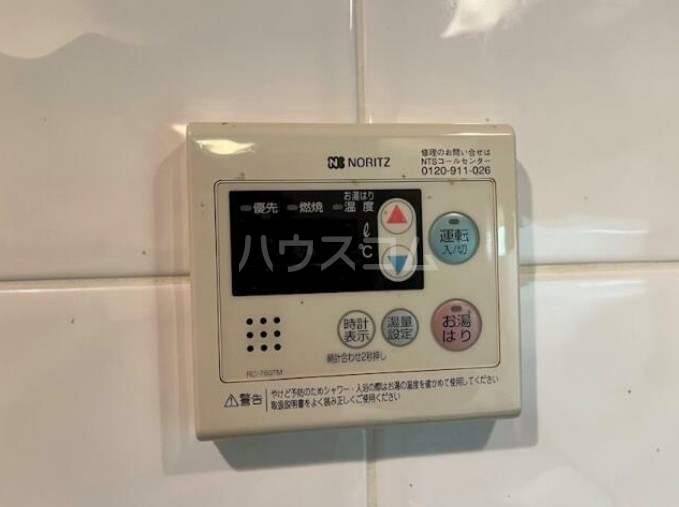 NORITZ
修理のお問い合せは
NTSコールセンター
0120-911-026
お湯はり
優先 燃焼 温度
ℓ
℃
運転
入/切
時計
表示
湯量
設定
お湯
はり
時計合わせ2秒押し
RC-7607M
警告
やけど予防のためシャワー・入浴の際はお湯の温度を確かめて使用してください
取扱説明書をよく読み正しくご使用ください
ハウスコム